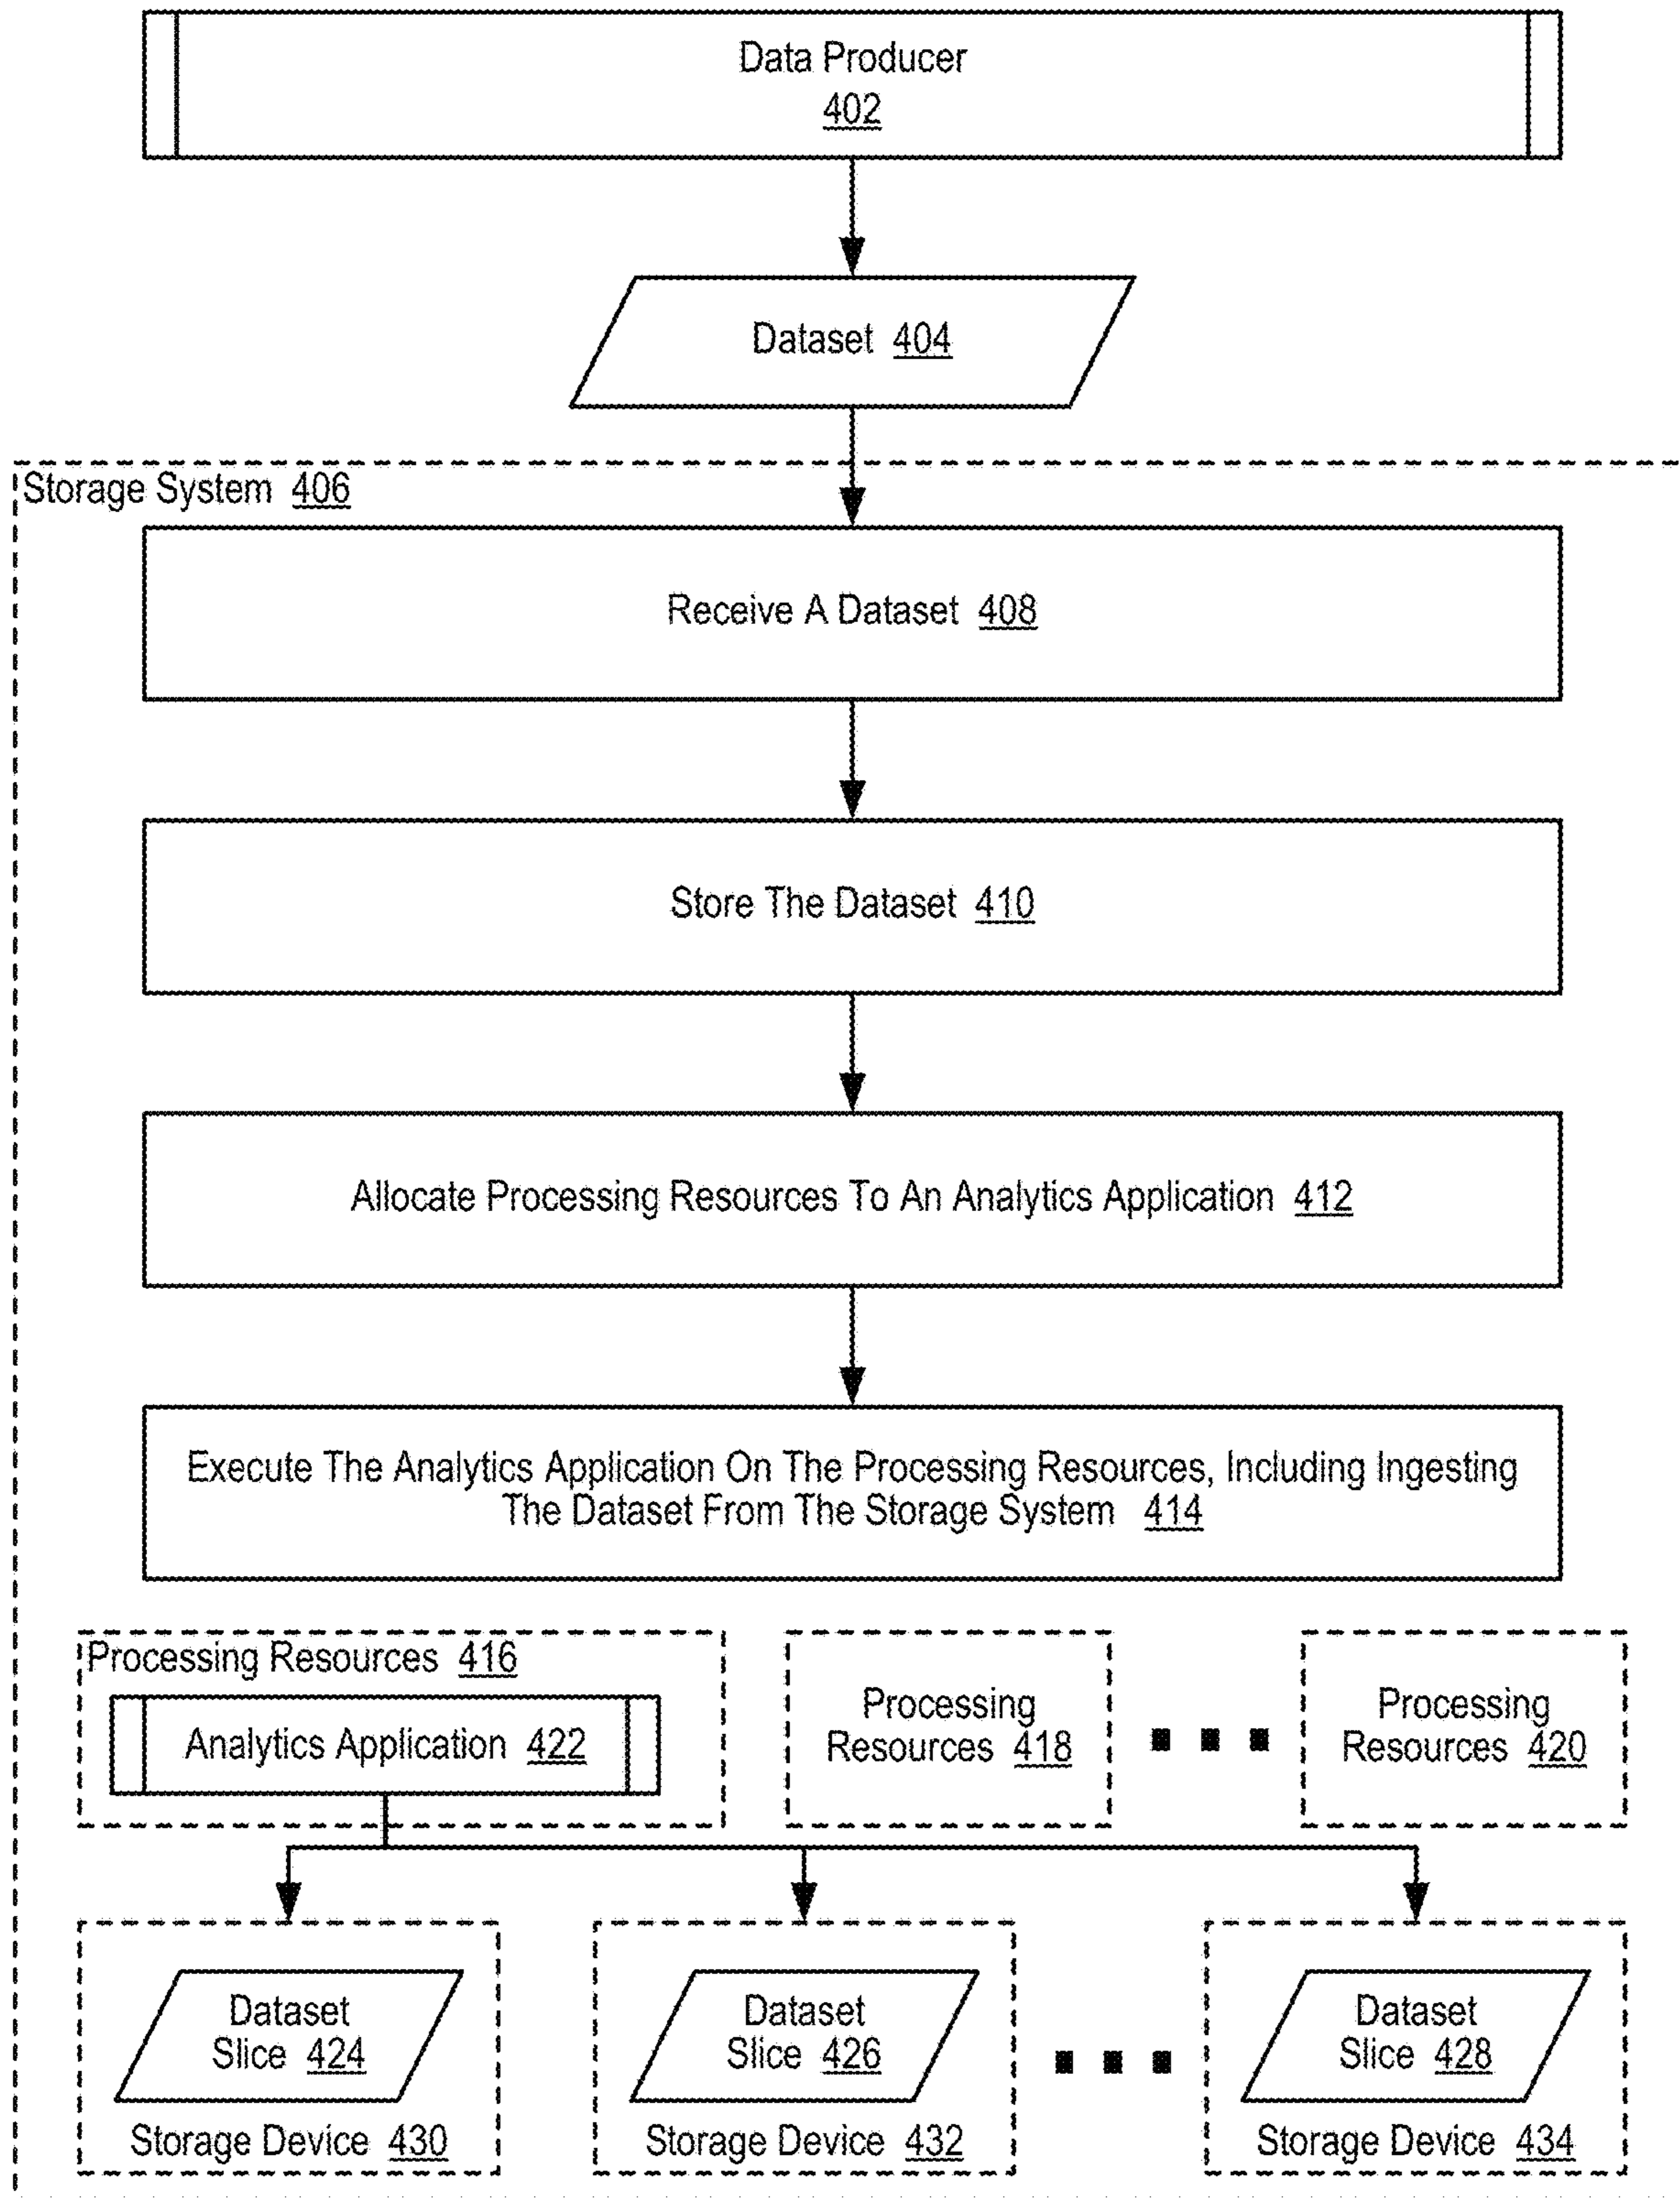 Data Producer
402
Dataset 404
Storage System 406
Receive A Dataset 408
Store The Dataset 410
Allocate Processing Resources To An Analytics Application 412
Execute The Analytics Application On The Processing Resources, Including Ingesting
The Dataset From The Storage System 414
Processing Resources 416
Analytics Application 422
Processing
Resources 418
Processing
Resources 420
Dataset
Slice 424
Storage Device 430
Dataset
Slice 426
Storage Device 432
Dataset
Slice 428
Storage Device 434